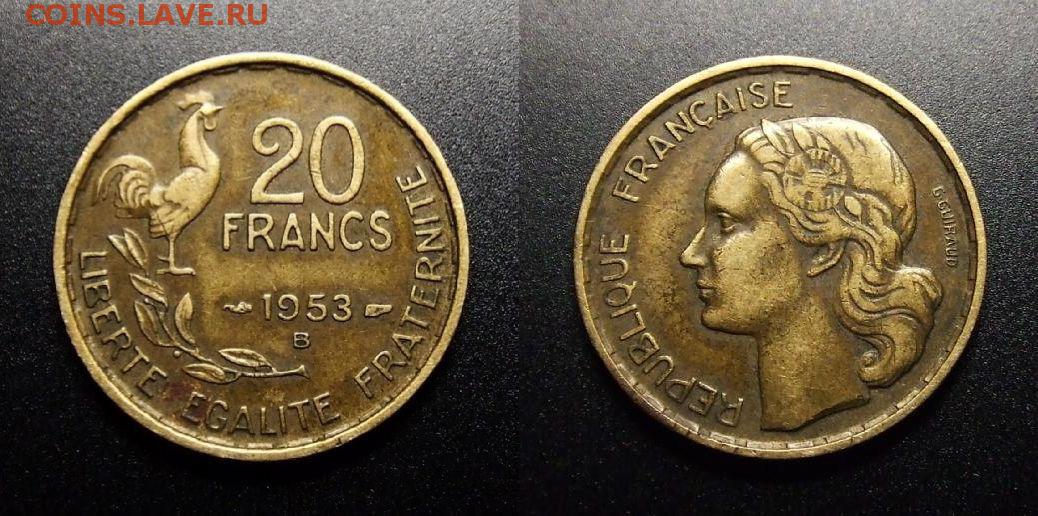 COINS.LAVE.RU
20
FRANCS
1953
B
LIBERTE EGALITE FRATERNITE
REPUBLIQUE FRANÇAISE
G.GUIRAUD